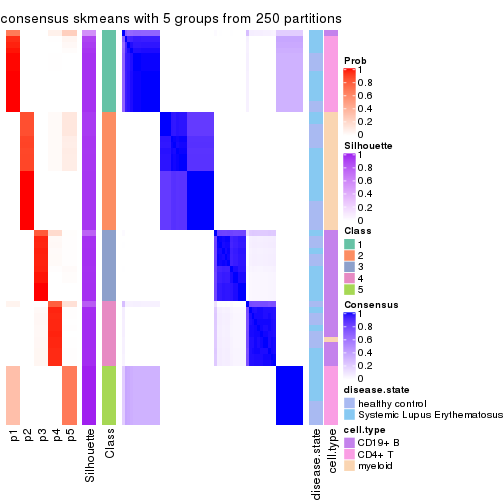 consensus skmeans with 5 groups from 250 partitions
Prob
1
0.8
0.6
0.4
0.2
0
Silhouette
1
0.8
0.6
0.4
0.2
0
Class
1
2
3
4
5
Consensus
1
0.8
0.6
0.4
0.2
0
disease.state
healthy control
Systemic Lupus Erythematosus
cell.type
CD19+ B
CD4+ T
myeloid
p1
p2
p3
p4
p5
Silhouette
Class
disease.state
cell.type